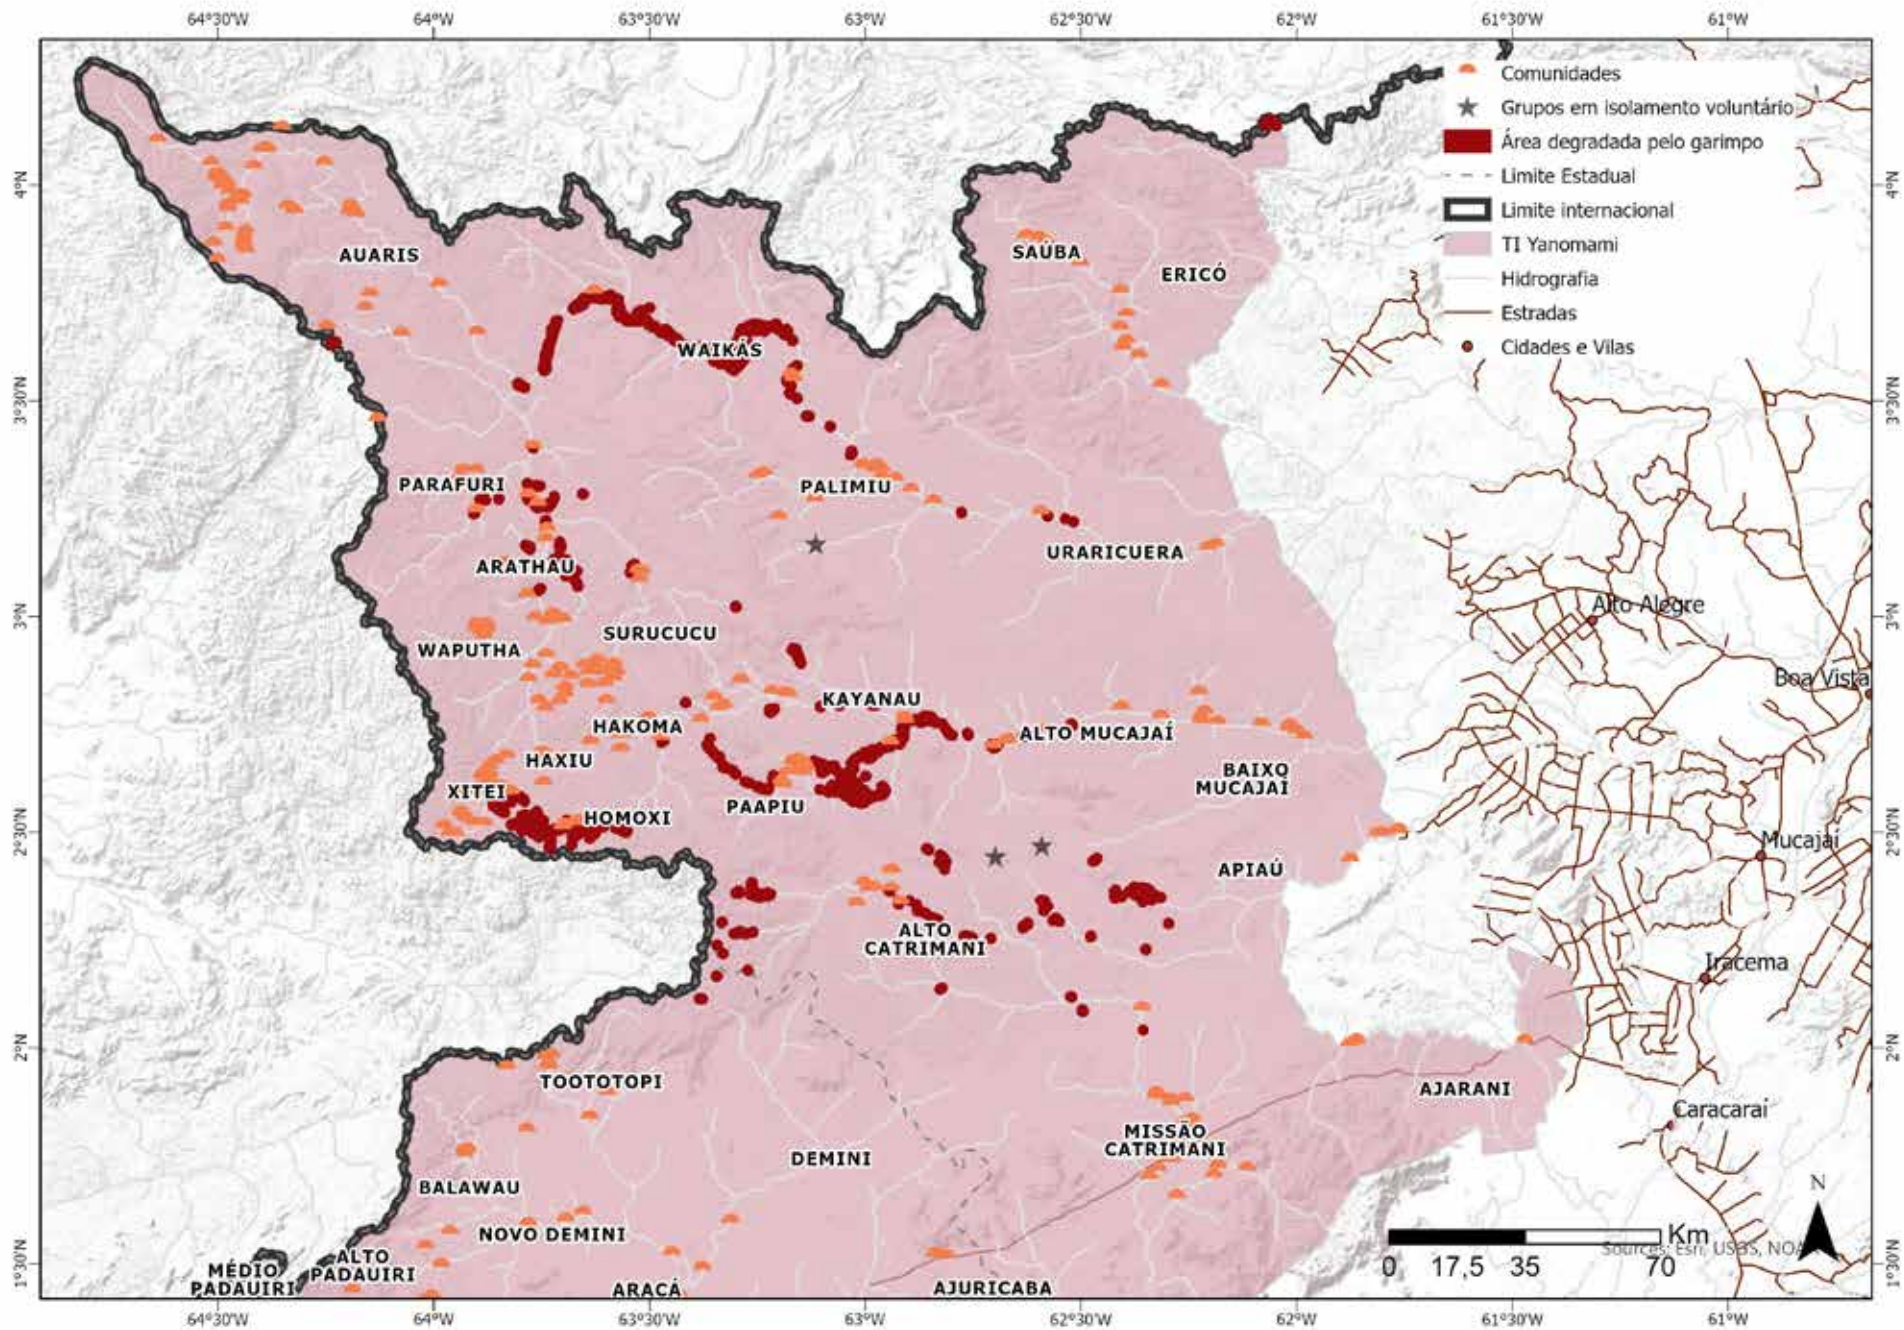 64°30'W 64°W 63°30'W 63°W 62°30'W 62°W 61°30'W 61°W
Comunidades
Grupos em isolamento voluntário
Área degradada pelo garimpo
Limite Estadual
Limite internacional
TI Yanomami
Hidrografia
Estradas
Cidades e Vilas
4°N
4°N
AUARIS
SAÚBA
ERICÓ
WAIKÁS
3°30'N
3°30'N
PARAFURI
PALIMIU
URARICUERA
ARATHAU
3°N
3°N
Alto Alegre
SURUCUCU
WAPUTHA
Boa Vista
KAYANAU
HAKOMA
ALTO MUCAJAÍ
HAXIU
BAIXO
MUCAJAÍ
XITEI
PAAPIU
HOMOXI
2°30'N
2°30'N
Mucajaí
APIAÚ
ALTO
CATRIMANI
Iracema
2°N
2°N
TOOTOTOPI
AJARANI
Caracaraí
MISSÃO
CATRIMANI
DEMINI
BALAWAU
N
NOVO DEMINI
Km
Sources: Esri, USGS, NOA
0 17,5 35 70
1°30'N
1°30'N
ALTO
PADAUIRI
MÉDIO
PADAUIRI
ARACÁ
AJURICABA
64°30'W 64°W 63°30'W 63°W 62°30'W 62°W 61°30'W 61°W